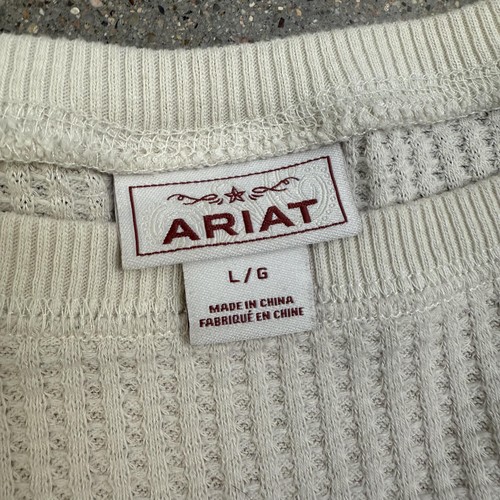 ARIAT
L/G
MADE IN CHINA
FABRIQUÉ EN CHINE